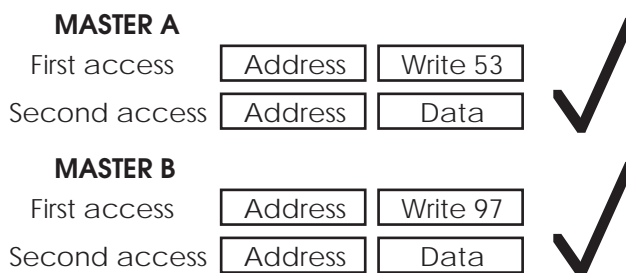 MASTER A
First access Address Write 53
Second access Address Data
MASTER B
First access Address Write 97
Second access Address Data